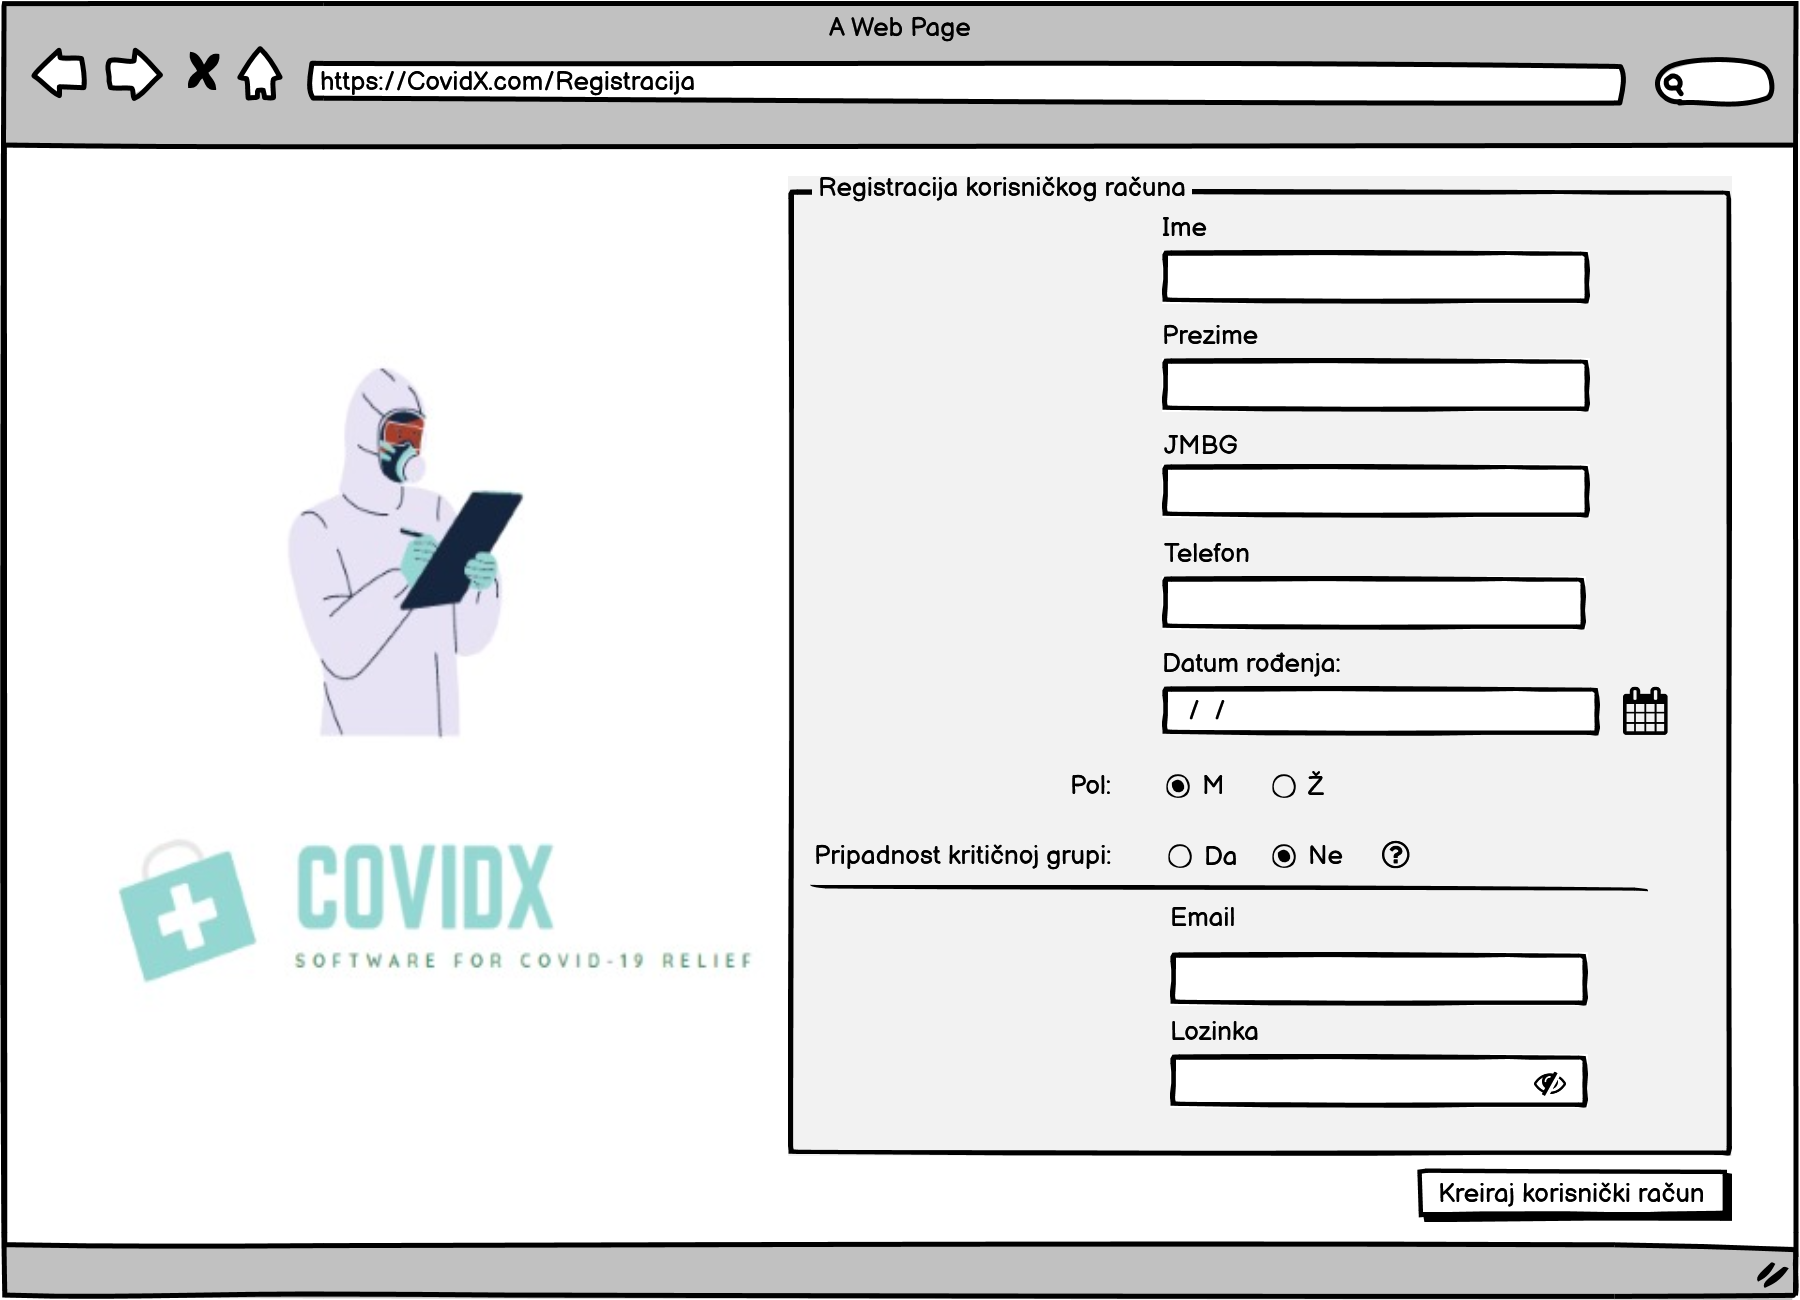 A Web Page
https://CovidX.com/Registracija
Registracija korisničkog računa
Ime
Prezime
JMBG
Telefon
Datum rođenja:
/ /
Pol: M Ž
Pripadnost kritičnoj grupi: Da Ne ?
COVIDX
SOFTWARE FOR COVID-19 RELIEF
Email
Lozinka
Kreiraj korisnički račun